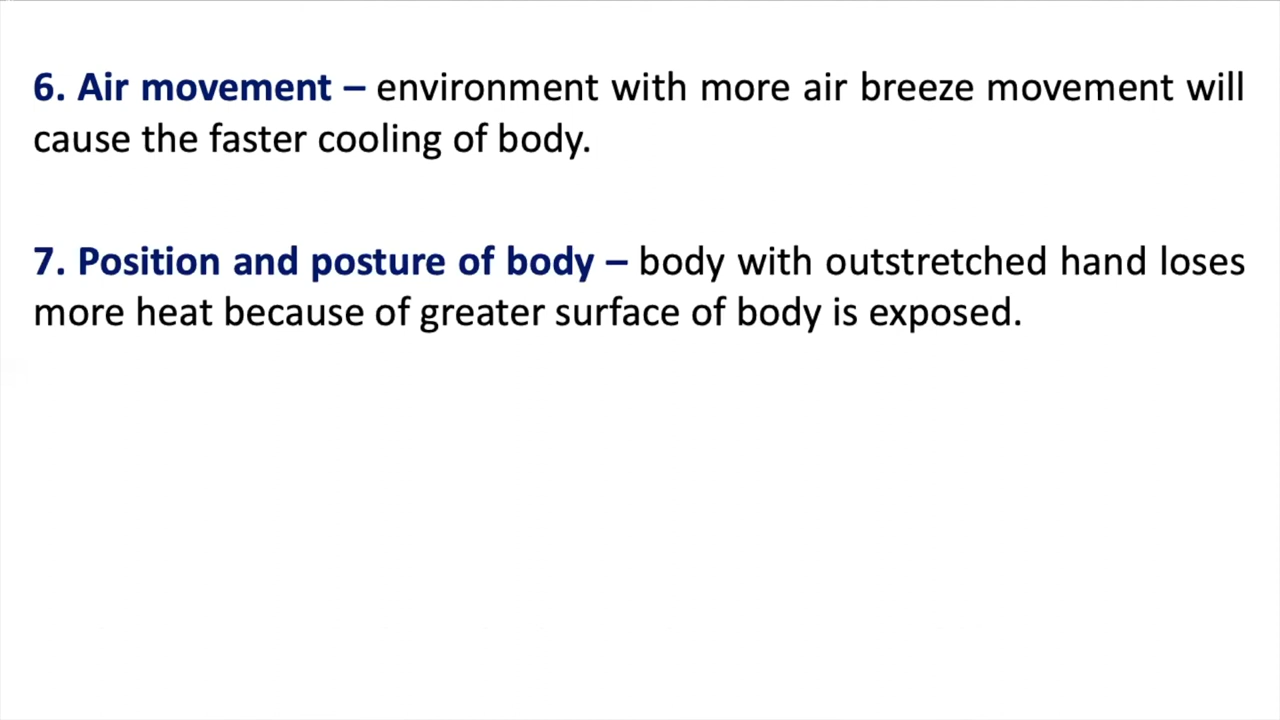 6. Air movement – environment with more air breeze movement will
cause the faster cooling of body.
7. Position and posture of body – body with outstretched hand loses
more heat because of greater surface of body is exposed.